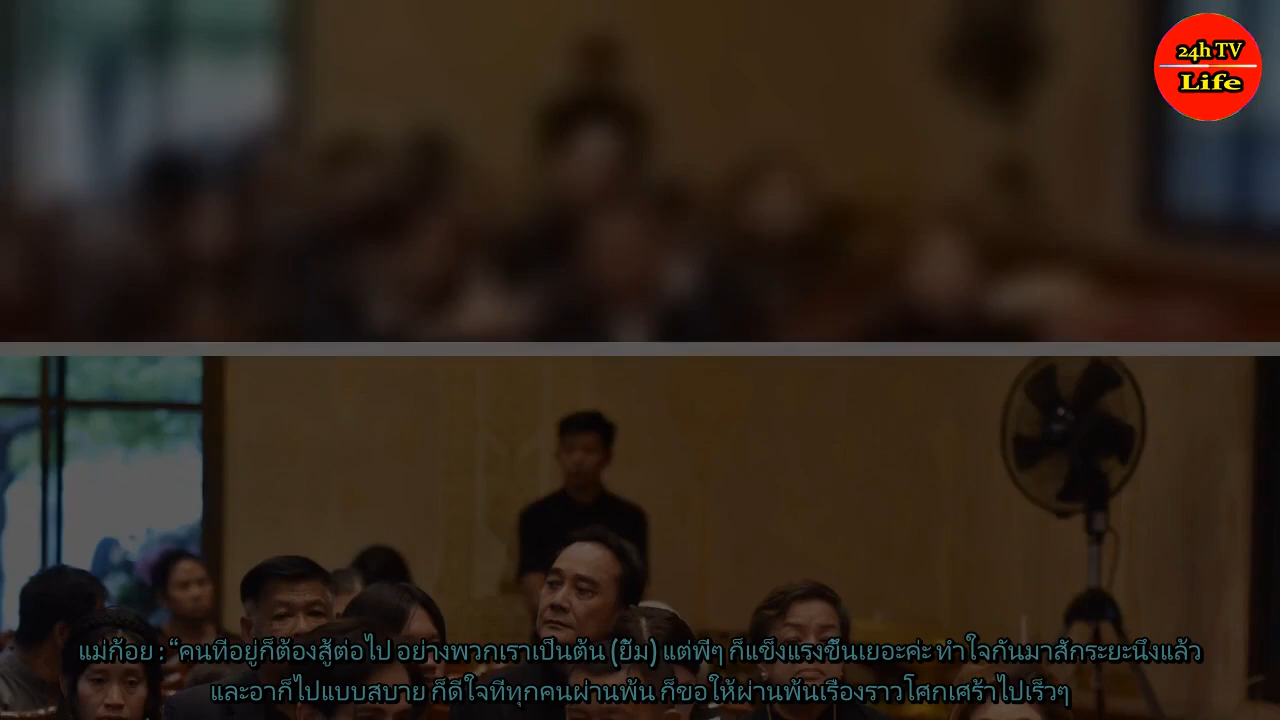 24h TV
Life
แม่ก้อย : “คนที่อยู่ก็ต้องสู้ต่อไป อย่างพวกเราเป็นต้น (ยิ้ม) แต่พี่ๆ ก็แข็งแรงขึ้นเยอะค่ะ ทำใจกันมาสักระยะนึงแล้ว
และอาก็ไปแบบสบาย ก็ดีใจที่ทุกคนผ่านพ้น ก็ขอให้ผ่านพ้นเรื่องราวโศกเศร้าไปเร็วๆ